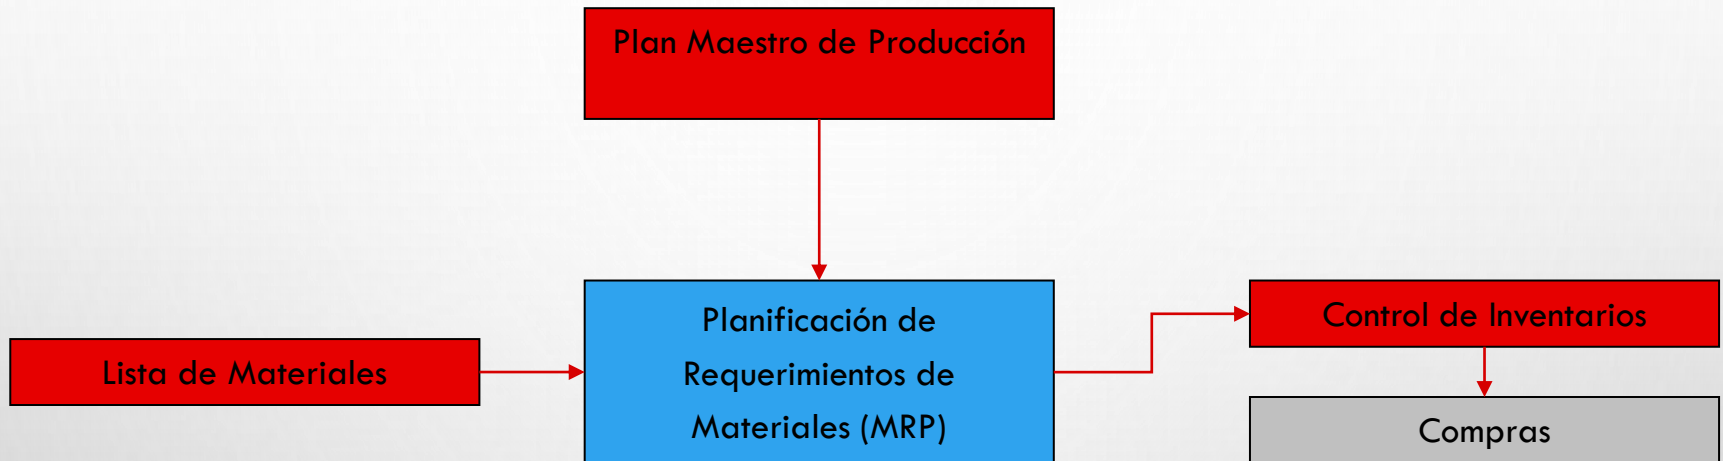 Plan Maestro de Producción
Lista de Materiales
Planificación de
Requerimientos de
Materiales (MRP)
Control de Inventarios
Compras